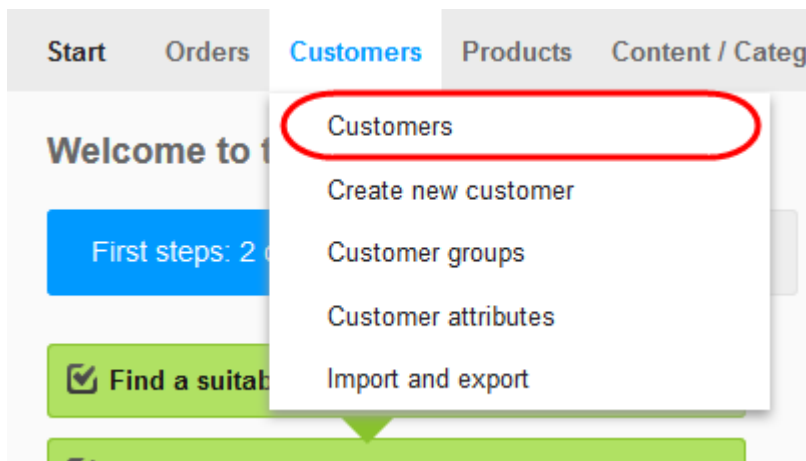 Start Orders Customers Products Content / Categ
Customers
Welcome to t
Create new customer
First steps: 2
Customer groups
Customer attributes
Find a suitab
Import and export